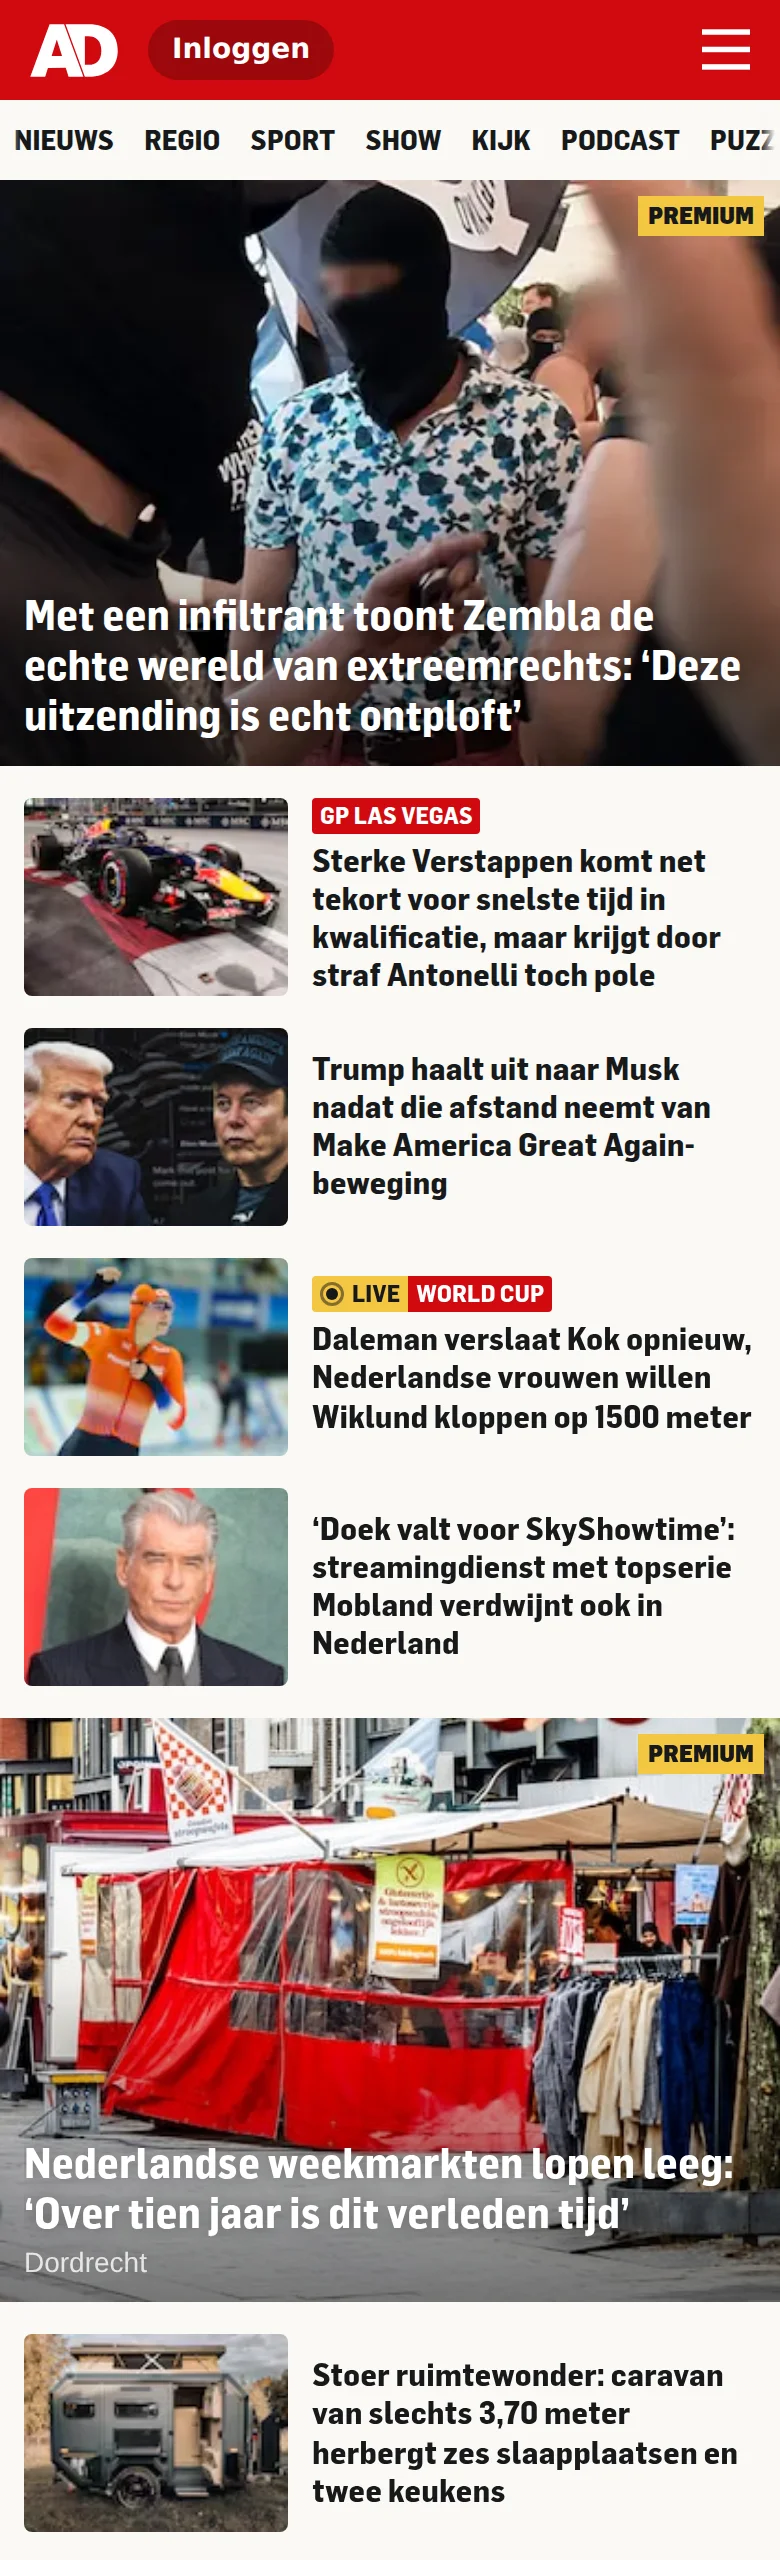 AD
Inloggen
NIEUWS REGIO SPORT SHOW KIJK PODCAST PUZZ
PREMIUM
Met een infiltrant toont Zembla de
echte wereld van extreemrechts: ‘Deze
uitzending is echt ontploft’
GP LAS VEGAS
Sterke Verstappen komt net
tekort voor snelste tijd in
kwalificatie, maar krijgt door
straf Antonelli toch pole
Trump haalt uit naar Musk
nadat die afstand neemt van
Make America Great Again-
beweging
LIVE WORLD CUP
Daleman verslaat Kok opnieuw,
Nederlandse vrouwen willen
Wiklund kloppen op 1500 meter
‘Doek valt voor SkyShowtime’:
streamingdienst met topserie
Mobland verdwijnt ook in
Nederland
PREMIUM
Nederlandse weekmarkten lopen leeg:
‘Over tien jaar is dit verleden tijd’
Dordrecht
Stoer ruimtewonder: caravan
van slechts 3,70 meter
herbergt zes slaapplaatsen en
twee keukens